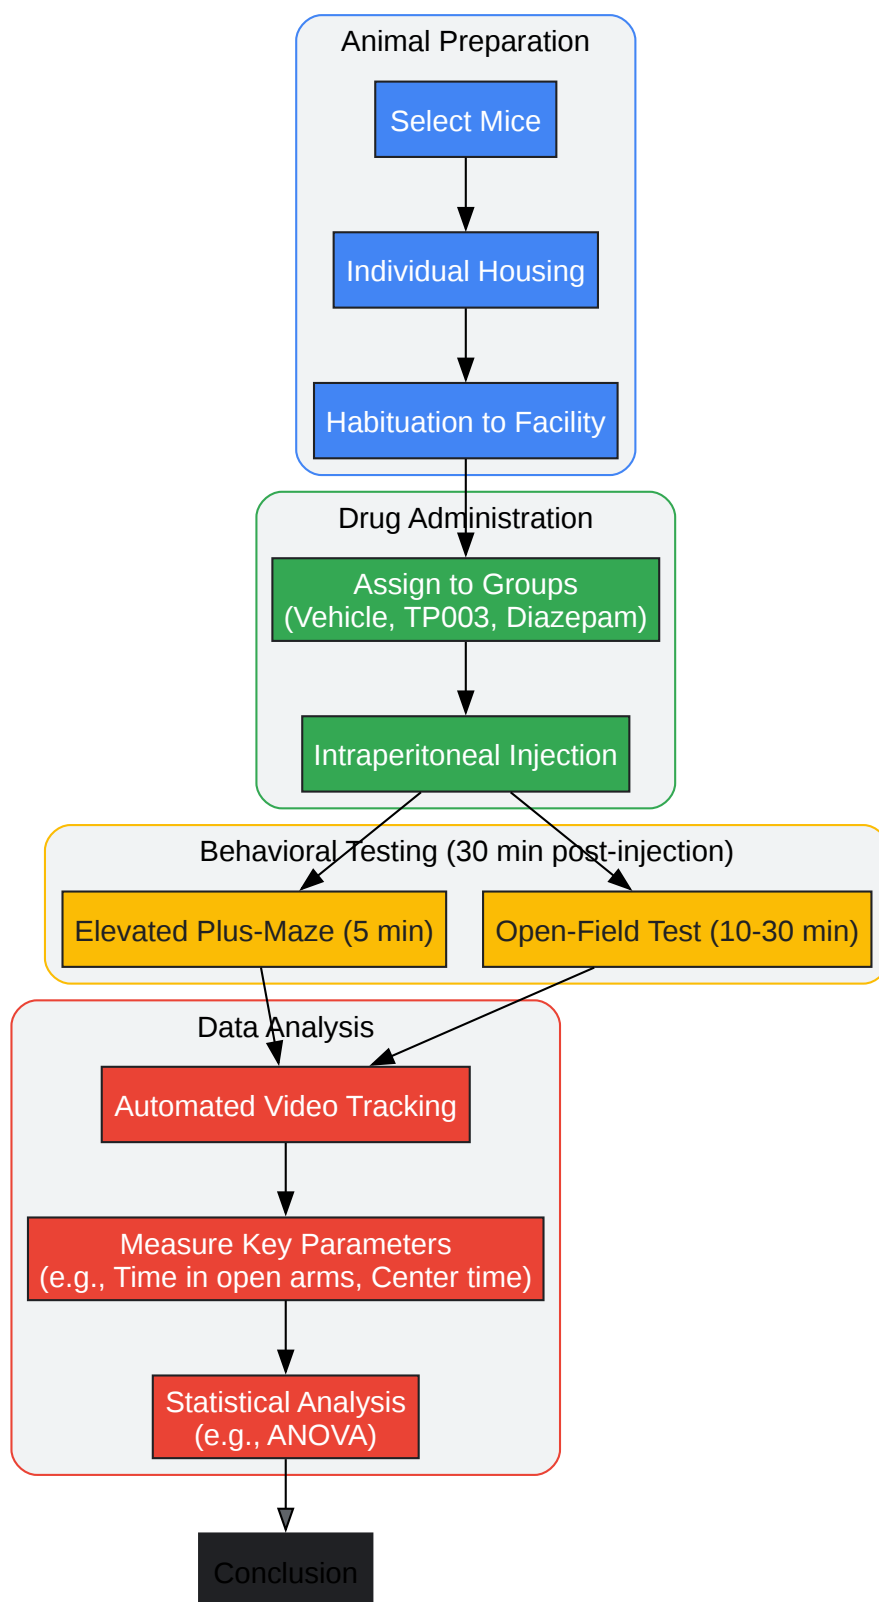 Animal Preparation
Select Mice
Individual Housing
Habituation to Facility
Drug Administration
Assign to Groups
(Vehicle, TP003, Diazepam)
Intraperitoneal Injection
Behavioral Testing (30 min post-injection)
Elevated Plus-Maze (5 min)
Open-Field Test (10-30 min)
Data Analysis
Automated Video Tracking
Measure Key Parameters
(e.g., Time in open arms, Center time)
Statistical Analysis
(e.g., ANOVA)
Conclusion